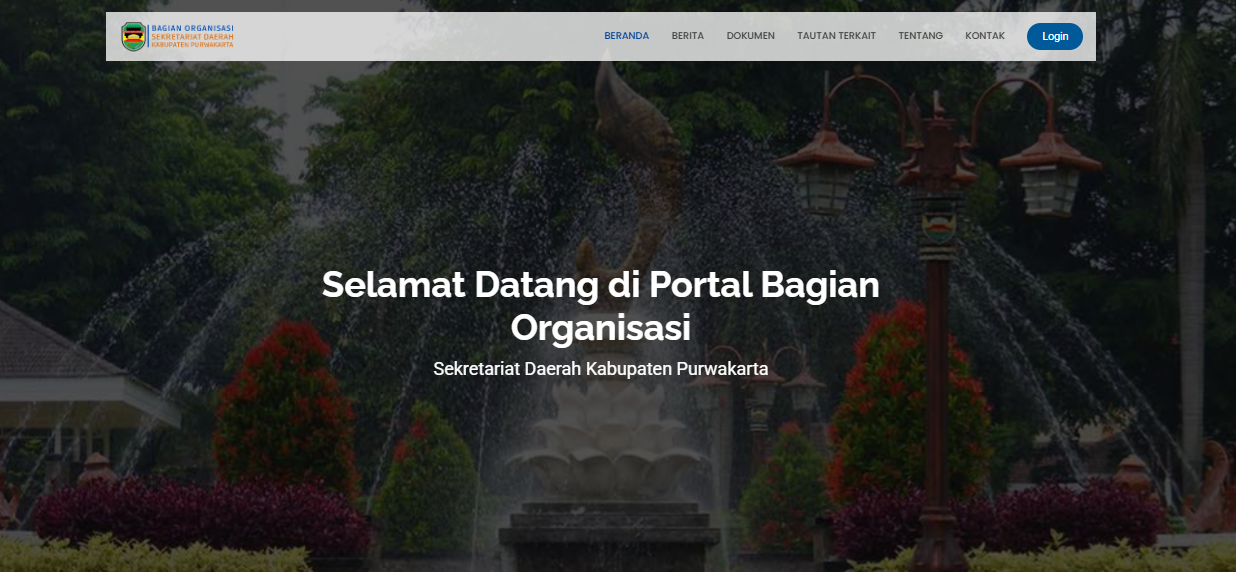 BAGIAN ORGANISASI
SEKRETARIAT DAERAH
KABUPATEN PURWAKARTA
BERANDA BERITA DOKUMEN TAUTAN TERKAIT TENTANG KONTAK Login
Selamat Datang di Portal Bagian
Organisasi
Sekretariat Daerah Kabupaten Purwakarta